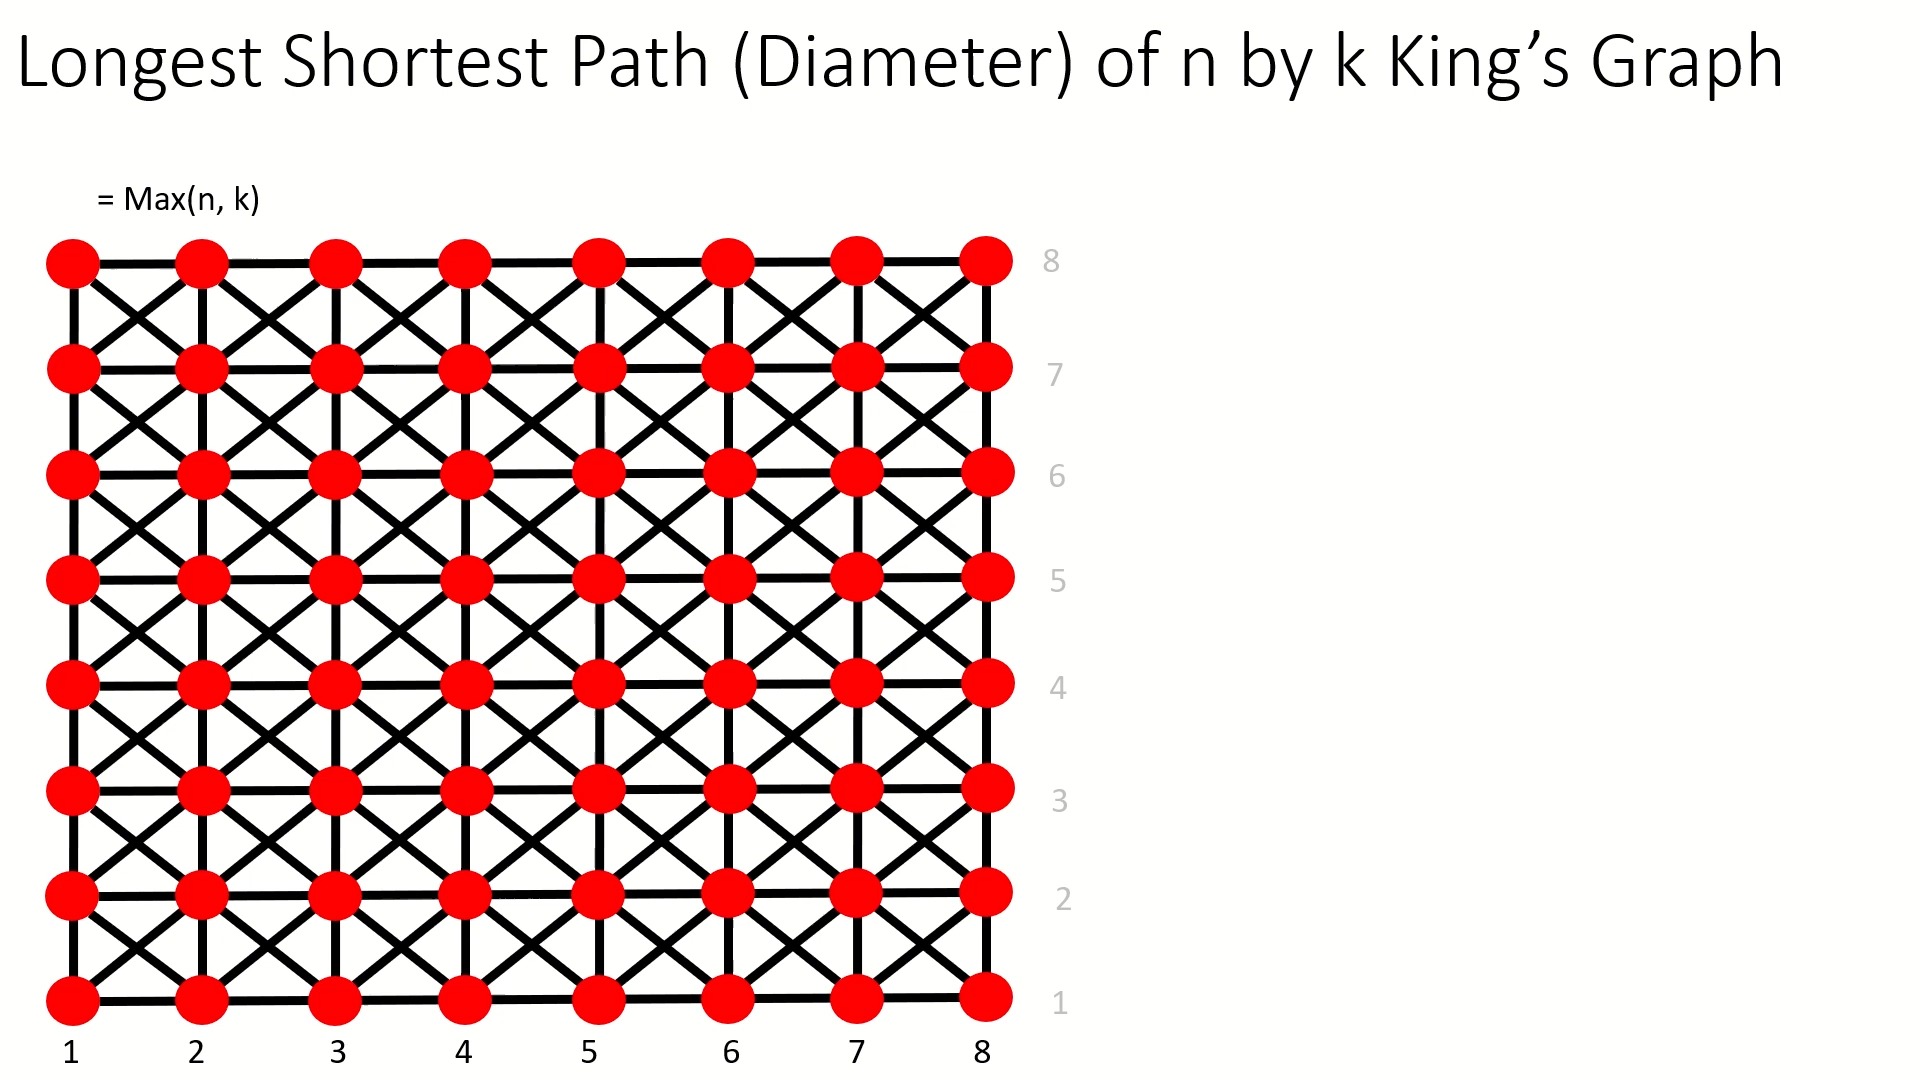 Longest Shortest Path (Diameter) of n by k King’s Graph
= Max(n, k)
8
7
6
5
4
3
2
1
1 2 3 4 5 6 7 8